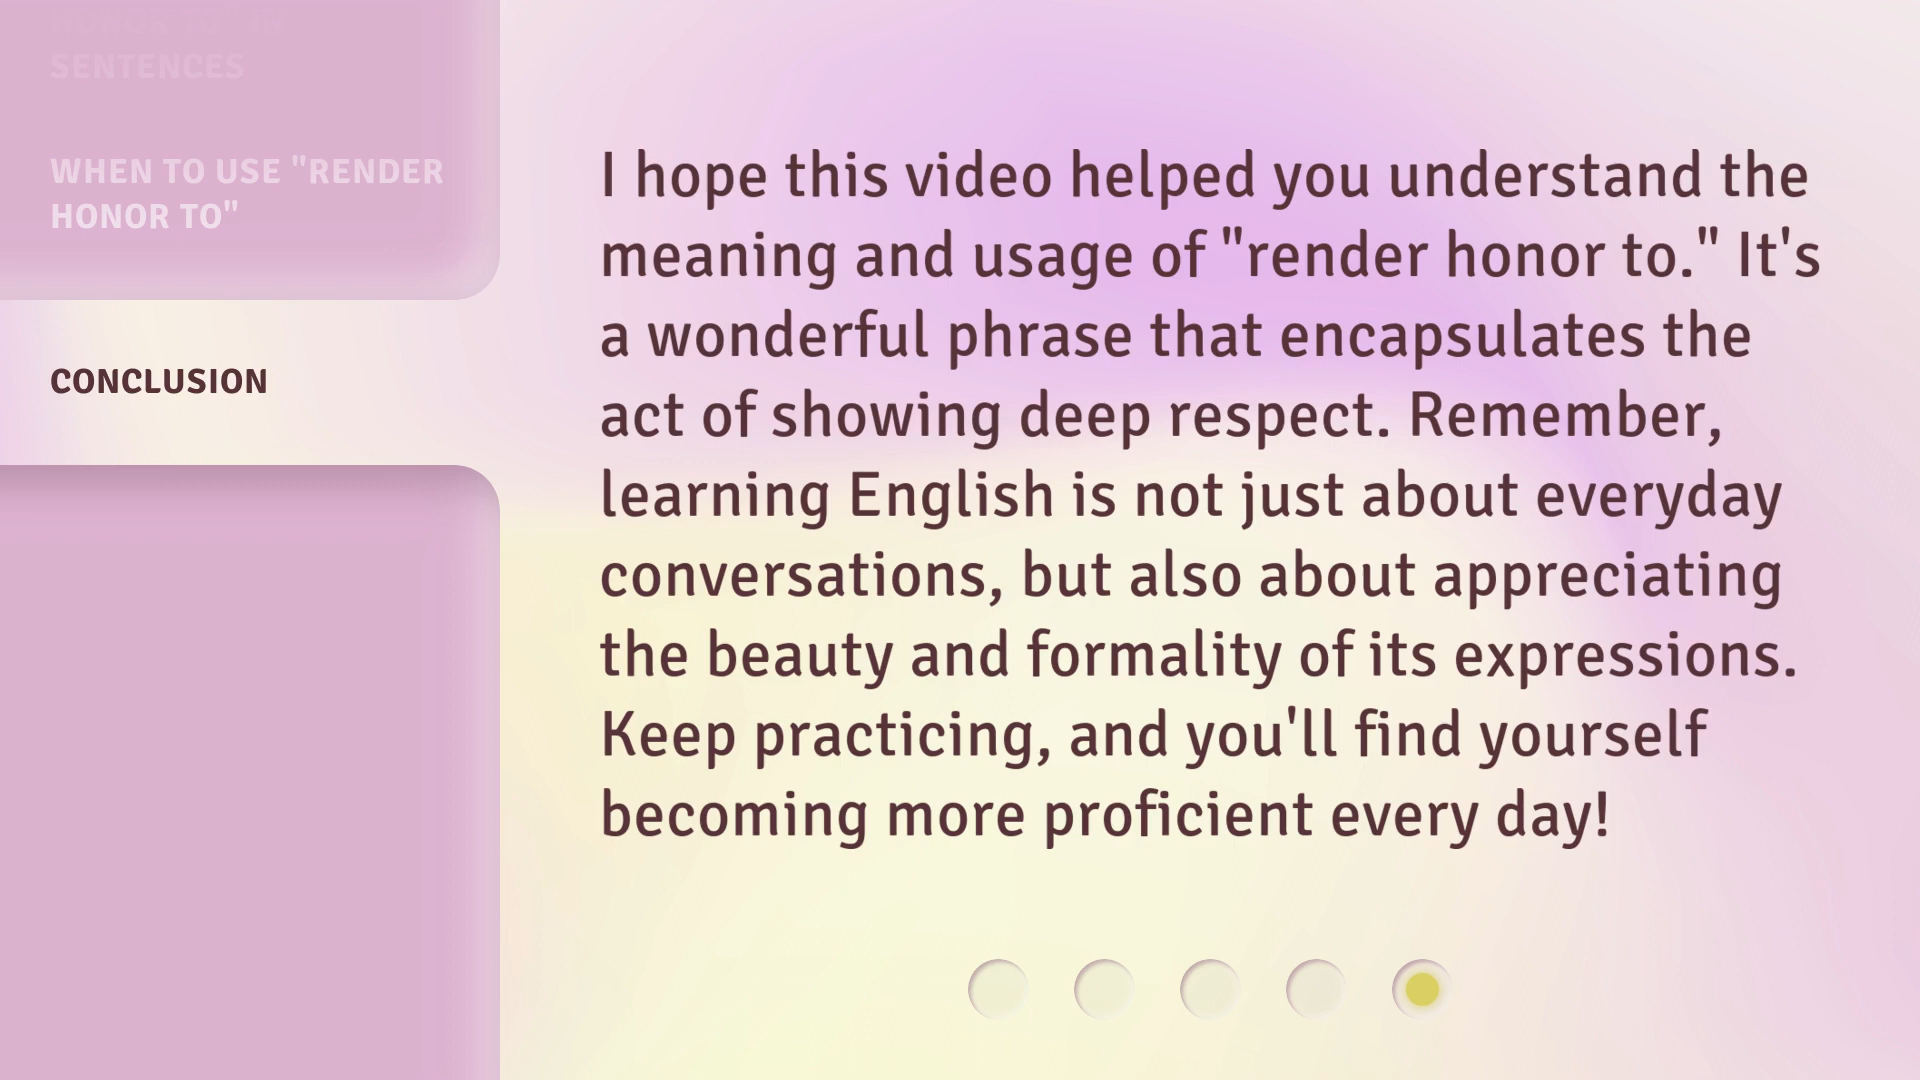 HONOR TO" IN
SENTENCES
WHEN TO USE "RENDER
HONOR TO"
CONCLUSION
I hope this video helped you understand the
meaning and usage of "render honor to." It's
a wonderful phrase that encapsulates the
act of showing deep respect. Remember,
learning English is not just about everyday
conversations, but also about appreciating
the beauty and formality of its expressions.
Keep practicing, and you'll find yourself
becoming more proficient every day!